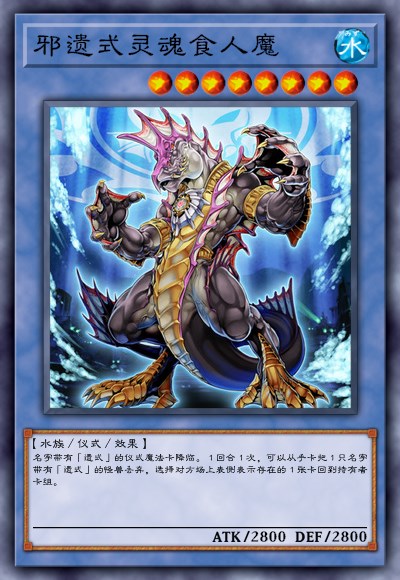 邪遗式灵魂食人魔
水
【水族／仪式／效果】
名字带有「遗式」的仪式魔法卡降临。1回合1次，可以从手卡把1只名字
带有「遗式」的怪兽丢弃，选择对方场上表侧表示存在的1张卡回到持有者
卡组。
ATK/2800 DEF/2800